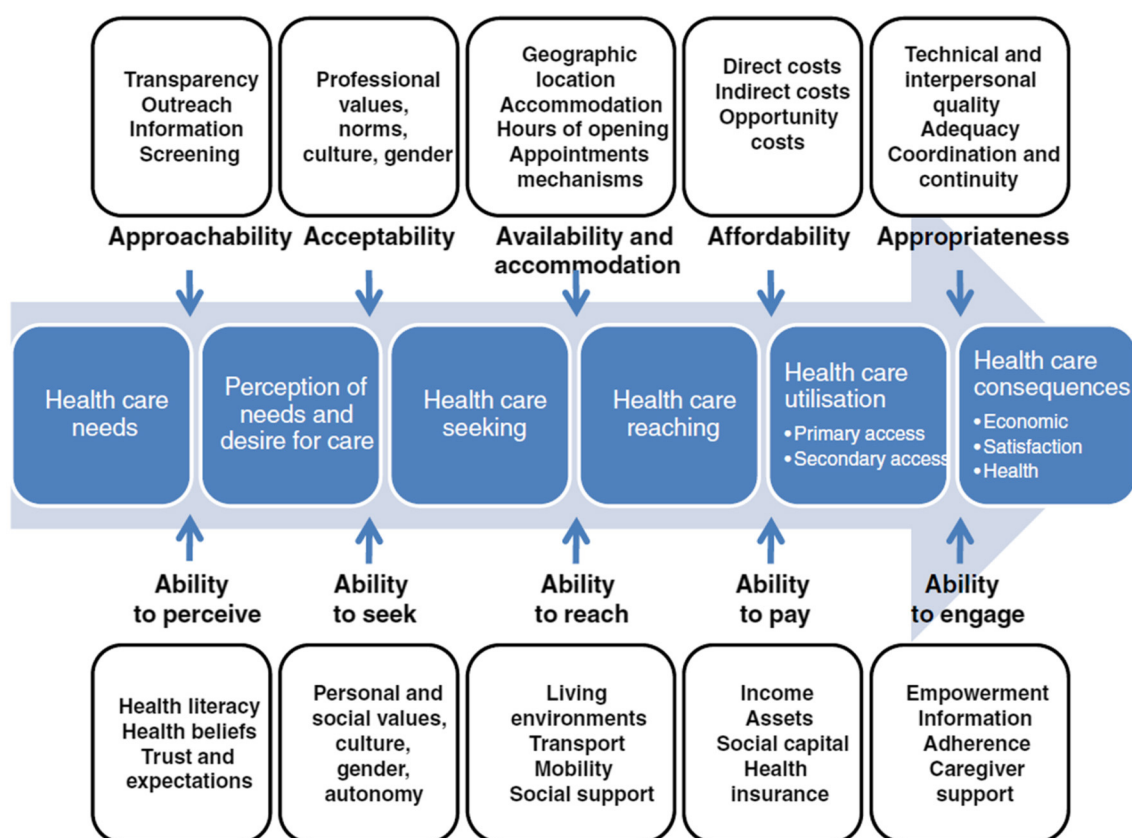 Transparency
Outreach
Information
Screening
Professional
values,
norms,
culture, gender
Geographic
location
Accommodation
Hours of opening
Appointments
mechanisms
Direct costs
Indirect costs
Opportunity
costs
Technical and
interpersonal
quality
Adequacy
Coordination and
continuity
Approachability
Acceptability
Availability and
accommodation
Affordability
Appropriateness
Health care
needs
Perception of
needs and
desire for care
Health care
seeking
Health care
reaching
Health care
utilisation
•Primary access
•Secondary access
Health care
consequences
•Economic
•Satisfaction
•Health
Ability
to perceive
Ability
to seek
Ability
to reach
Ability
to pay
Ability
to engage
Health literacy
Health beliefs
Trust and
expectations
Personal and
social values,
culture,
gender,
autonomy
Living
environments
Transport
Mobility
Social support
Income
Assets
Social capital
Health
insurance
Empowerment
Information
Adherence
Caregiver
support